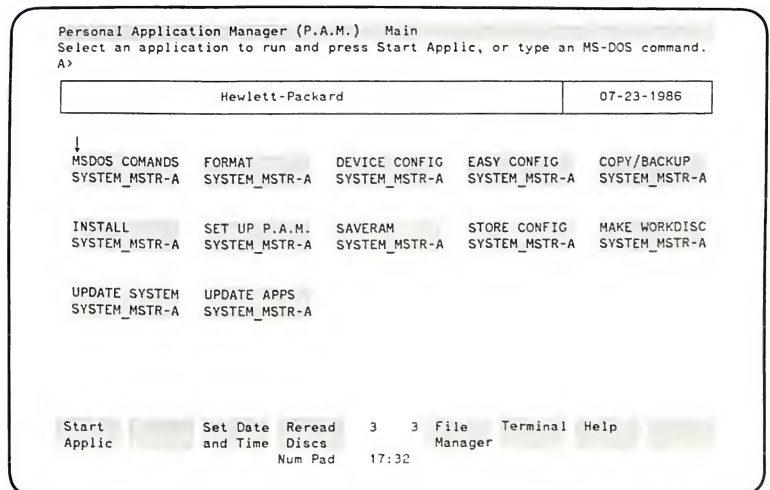 Personal Application Manager (P.A.M.) Main
Select an application to run and press Start Applic, or type an MS-DOS command.
A>
Hewlett-Packard 07-23-1986
MSDOS COMANDS FORMAT DEVICE CONFIG EASY CONFIG COPY/BACKUP
SYSTEM_MSTR-A SYSTEM_MSTR-A SYSTEM_MSTR-A SYSTEM_MSTR-A SYSTEM_MSTR-A
INSTALL SET UP P.A.M. SAVERAM STORE CONFIG MAKE WORKDISC
SYSTEM_MSTR-A SYSTEM_MSTR-A SYSTEM_MSTR-A SYSTEM_MSTR-A SYSTEM_MSTR-A
UPDATE SYSTEM UPDATE APPS
SYSTEM_MSTR-A SYSTEM_MSTR-A
Start Set Date Reread 3 3 File Terminal Help
Applic and Time Discs Manager
Num Pad 17:32